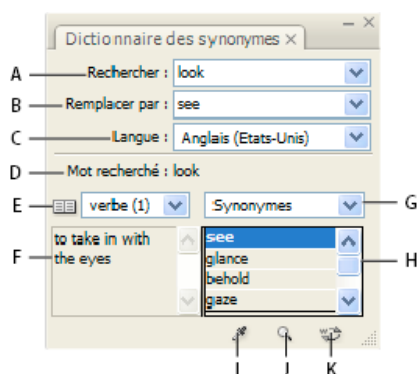 Dictionnaire des synonymes
A Rechercher : look
B Remplacer par : see
C Langue : Anglais (Etats-Unis)
D Mot recherché : look
E verbe (1) Synonymes G
F to take in with the eyes
see
glance
behold
gaze
H
I J K